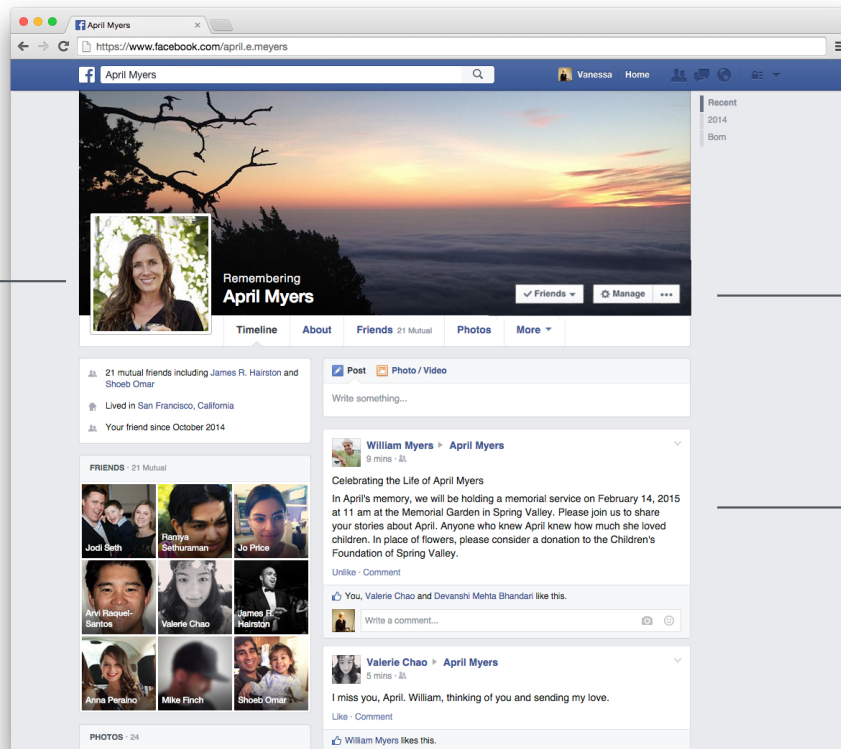 April Myers
https://www.facebook.com/april.e.meyers
f
April Myers
Vanessa
Home
Recent
2014
Born
Remembering
April Myers
Friends
Manage
Timeline
About
Friends 21 Mutual
Photos
More
21 mutual friends including James R. Hairston and
Shoeb Omar
Lived in San Francisco, California
Your friend since October 2014
FRIENDS · 21 Mutual
Jodi Seth
Ramya
Sethuraman
Jo Price
Arvi Raquel-
Santos
Valerie Chao
James R.
Hairston
Anna Peraino
Mike Finch
Shoeb Omar
PHOTOS · 24
Post
Photo / Video
Write something...
William Myers ▸ April Myers
9 mins ·
Celebrating the Life of April Myers
In April's memory, we will be holding a memorial service on February 14, 2015
at 11 am at the Memorial Garden in Spring Valley. Please join us to share
your stories about April. Anyone who knew April knew how much she loved
children. In place of flowers, please consider a donation to the Children's
Foundation of Spring Valley.
Unlike · Comment
You, Valerie Chao and Devanshi Mehta Bhandari like this.
Write a comment...
Valerie Chao ▸ April Myers
5 mins ·
I miss you, April. William, thinking of you and sending my love.
Like · Comment
William Myers likes this.